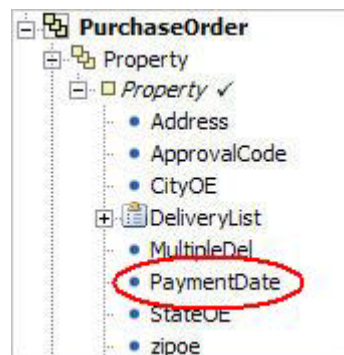 PurchaseOrder
Property
Property ✓
Address
ApprovalCode
CityOE
DeliveryList
MultipleDel
PaymentDate
StateOE
zipoe